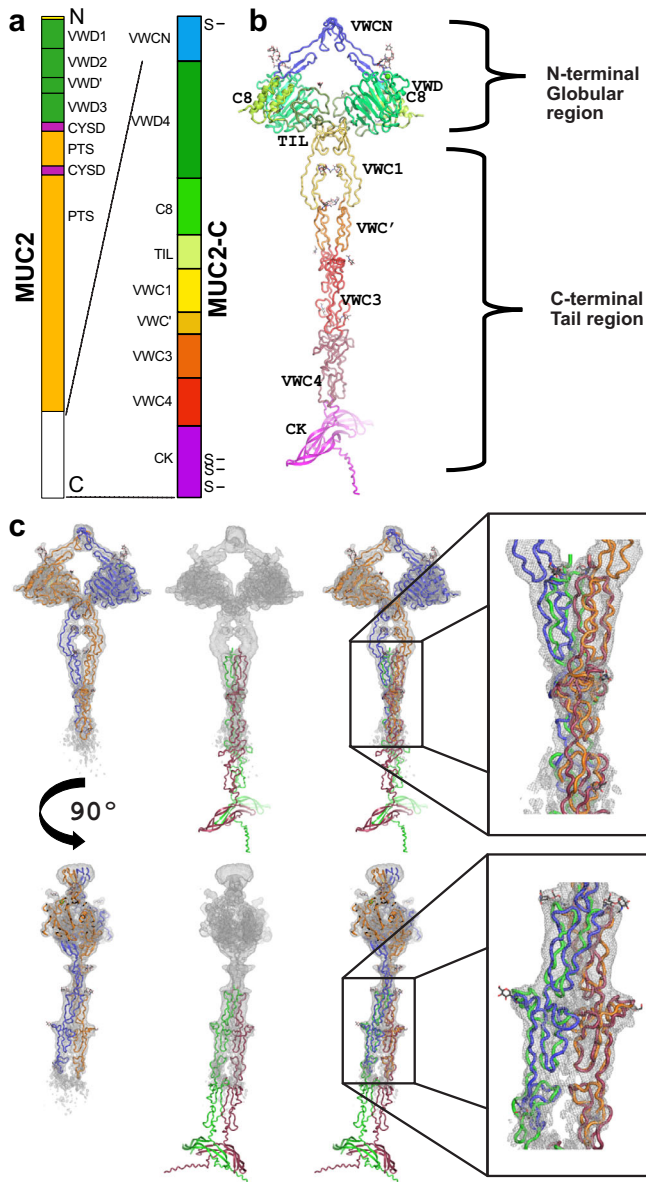 a
N
VWD1
VWD2
VWD'
VWD3
CYSD
PTS
CYSD
PTS
MUC2
C
S–
VWCN
VWD4
C8
TIL
VWC1
VWC'
VWC3
VWC4
CK
S–
S–
S–
S–
MUC2-C
b
VWCN
C8
VWD
C8
TIL
VWC1
VWC'
VWC3
VWC4
CK
N-terminal
Globular
region
C-terminal
Tail region
c
90°